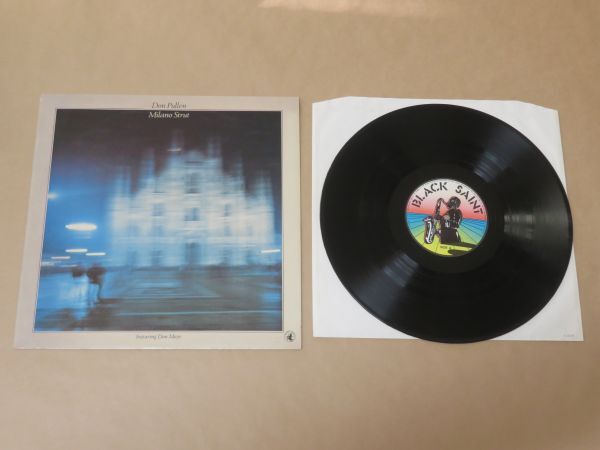 Don Pullen
Milano Strut
featuring Don Moye
BLACK SAINT